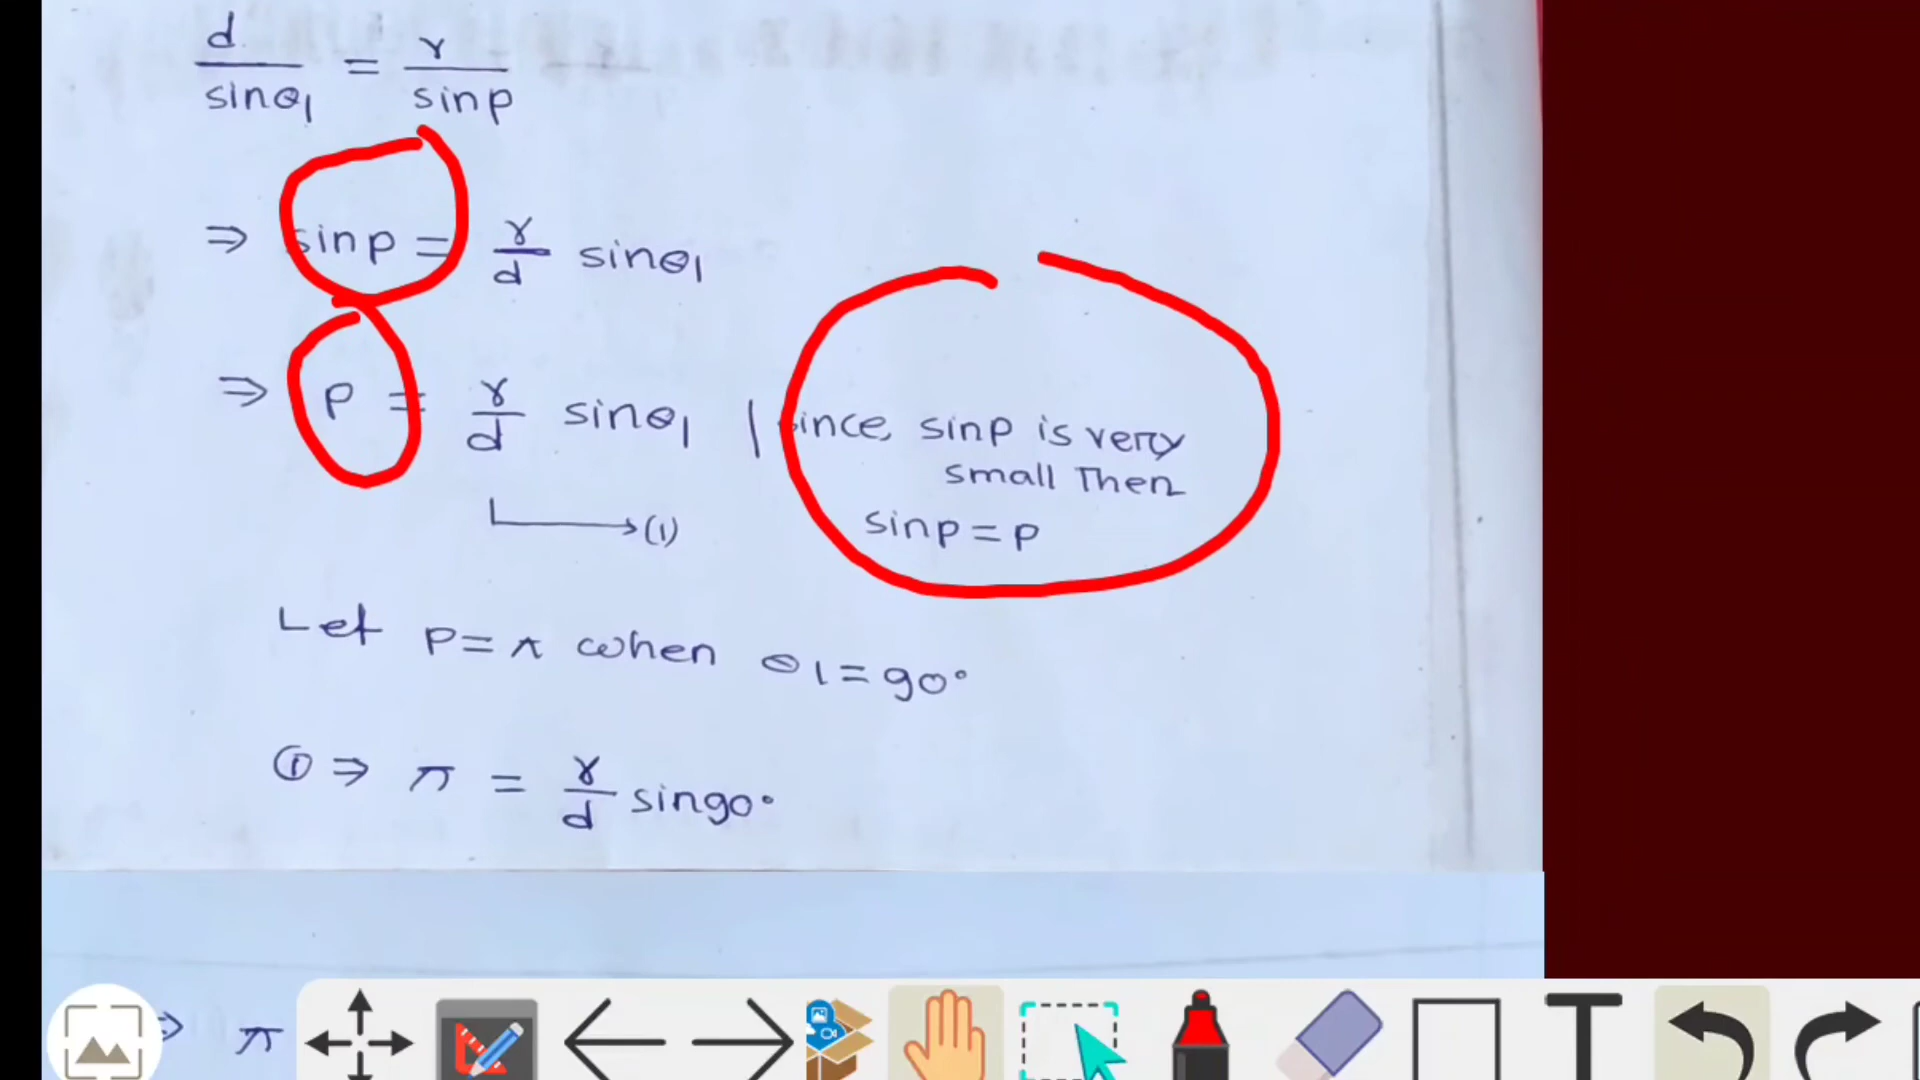 d/sinθ1 = r/sinp
⇒ sinp = r/d sinθ1
⇒ p = r/d sinθ1 | since, sinp is very
small Then
sinp = p
→ (1)
Let p = π when θ1 = 90°
① ⇒ π = r/d sin90°
⇒ π
T